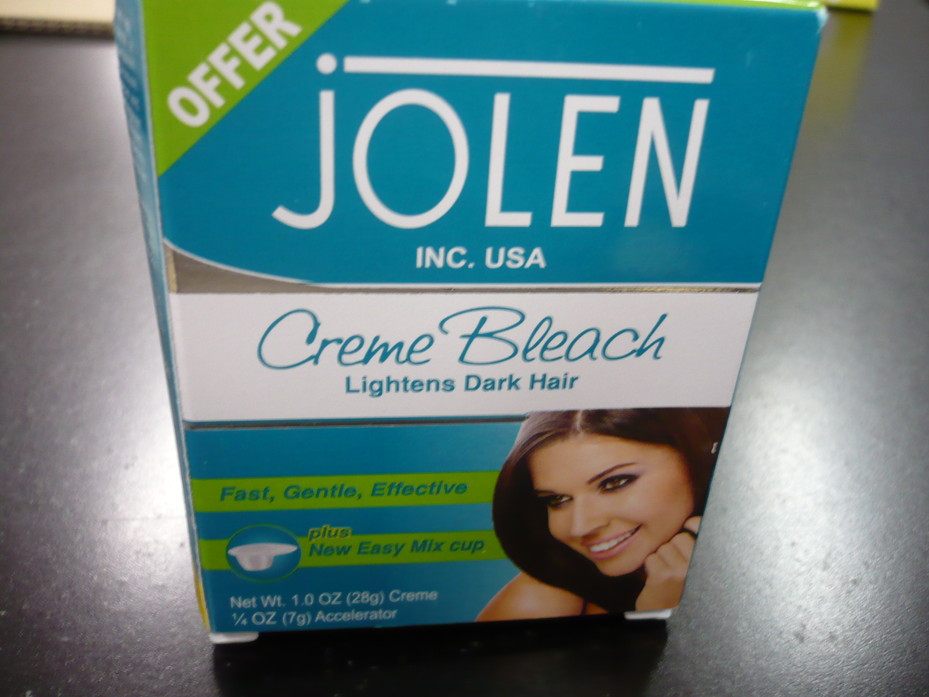 OFFER
JOLEN
INC. USA
Creme Bleach
Lightens Dark Hair
Fast, Gentle, Effective
plus
New Easy Mix cup
Net Wt. 1.0 OZ (28g) Creme
¼ OZ (7g) Accelerator